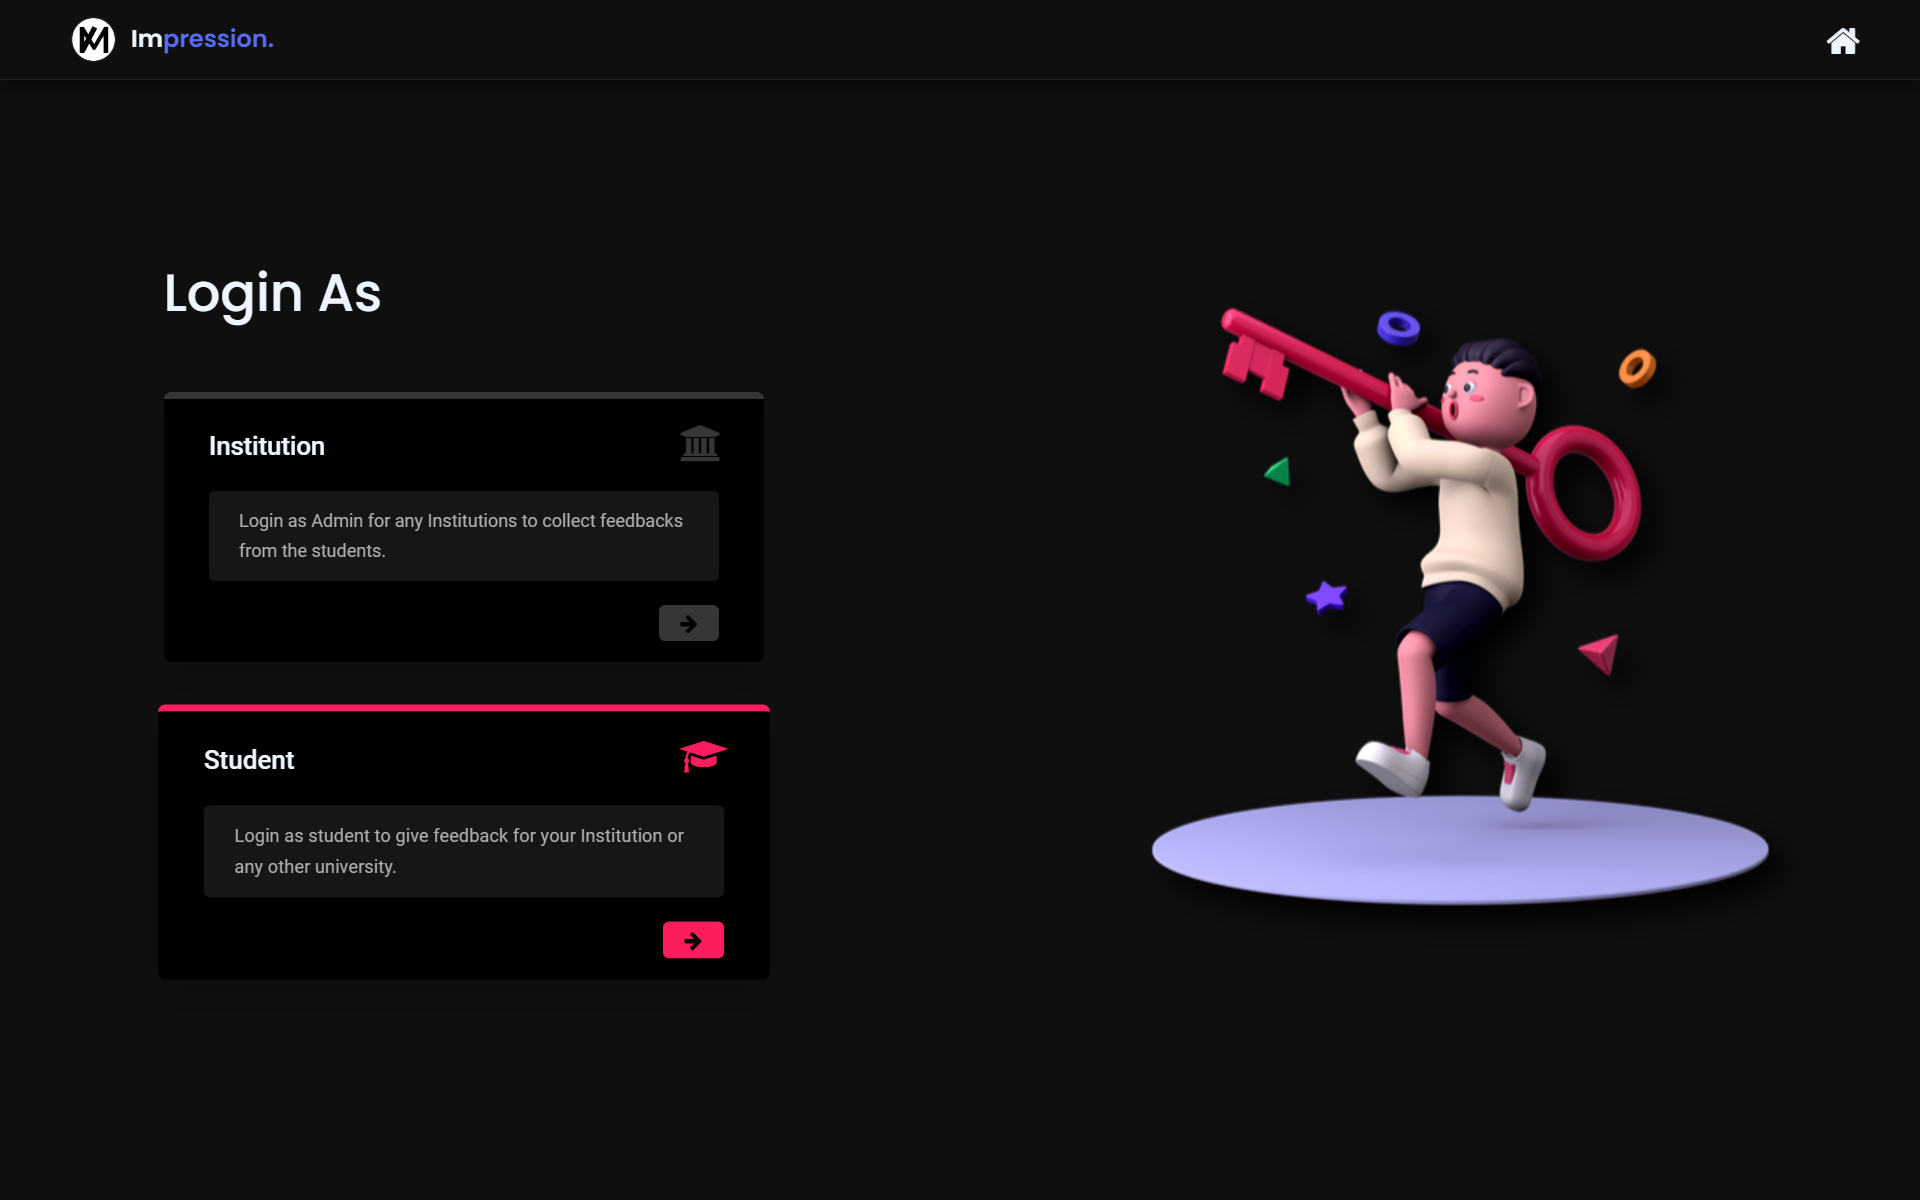 Impression.
Login As
Institution
Login as Admin for any Institutions to collect feedbacks
from the students.
Student
Login as student to give feedback for your Institution or
any other university.